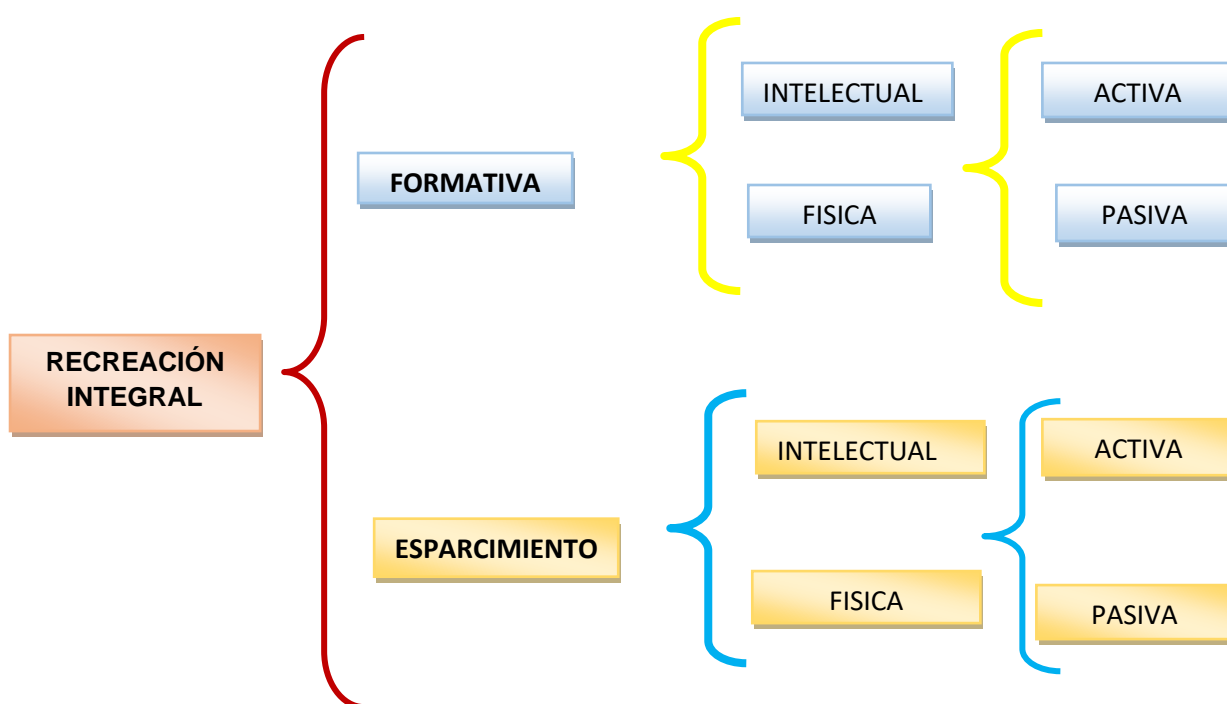 RECREACIÓN
INTEGRAL
FORMATIVA
INTELECTUAL
FISICA
ACTIVA
PASIVA
ESPARCIMIENTO
INTELECTUAL
FISICA
ACTIVA
PASIVA